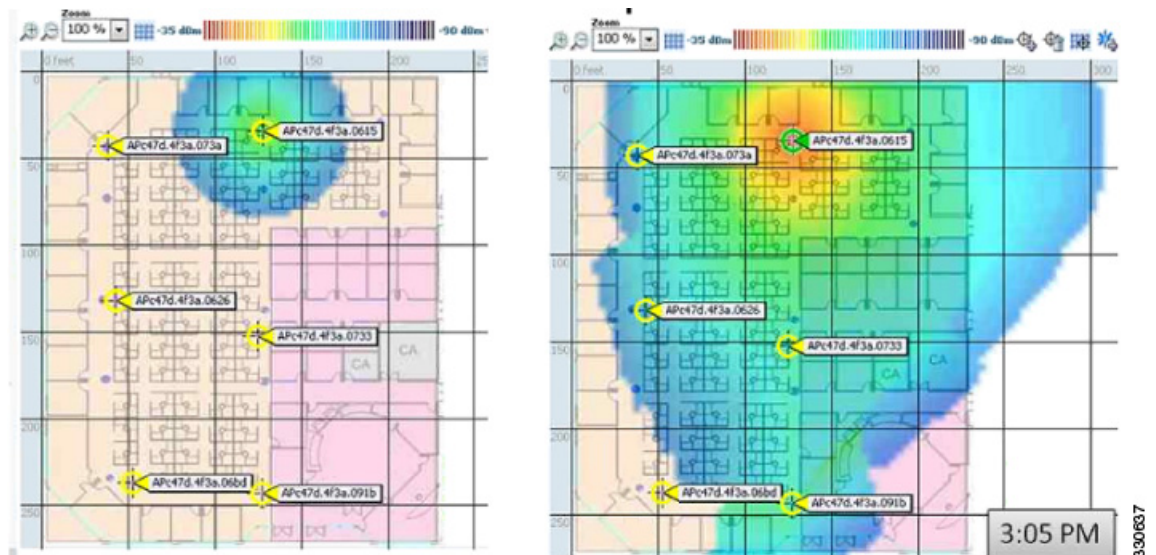 Zoom
100 %
-35 dBm
-90 dBm
0 feet
50
100
150
200
25
50
100
150
200
250
APc47d.4f3a.0615
APc47d.4f3a.073a
APc47d.4f3a.0626
APc47d.4f3a.0733
CA
CA
APc47d.4f3a.06bd
APc47d.4f3a.091b
Zoom
100 %
-35 dBm
-90 dBm
0 feet
50
100
150
200
250
300
50
100
150
200
250
APc47d.4f3a.0615
APc47d.4f3a.073a
APc47d.4f3a.0626
APc47d.4f3a.0733
CA
CA
APc47d.4f3a.06bd
APc47d.4f3a.091b
3:05 PM
330637